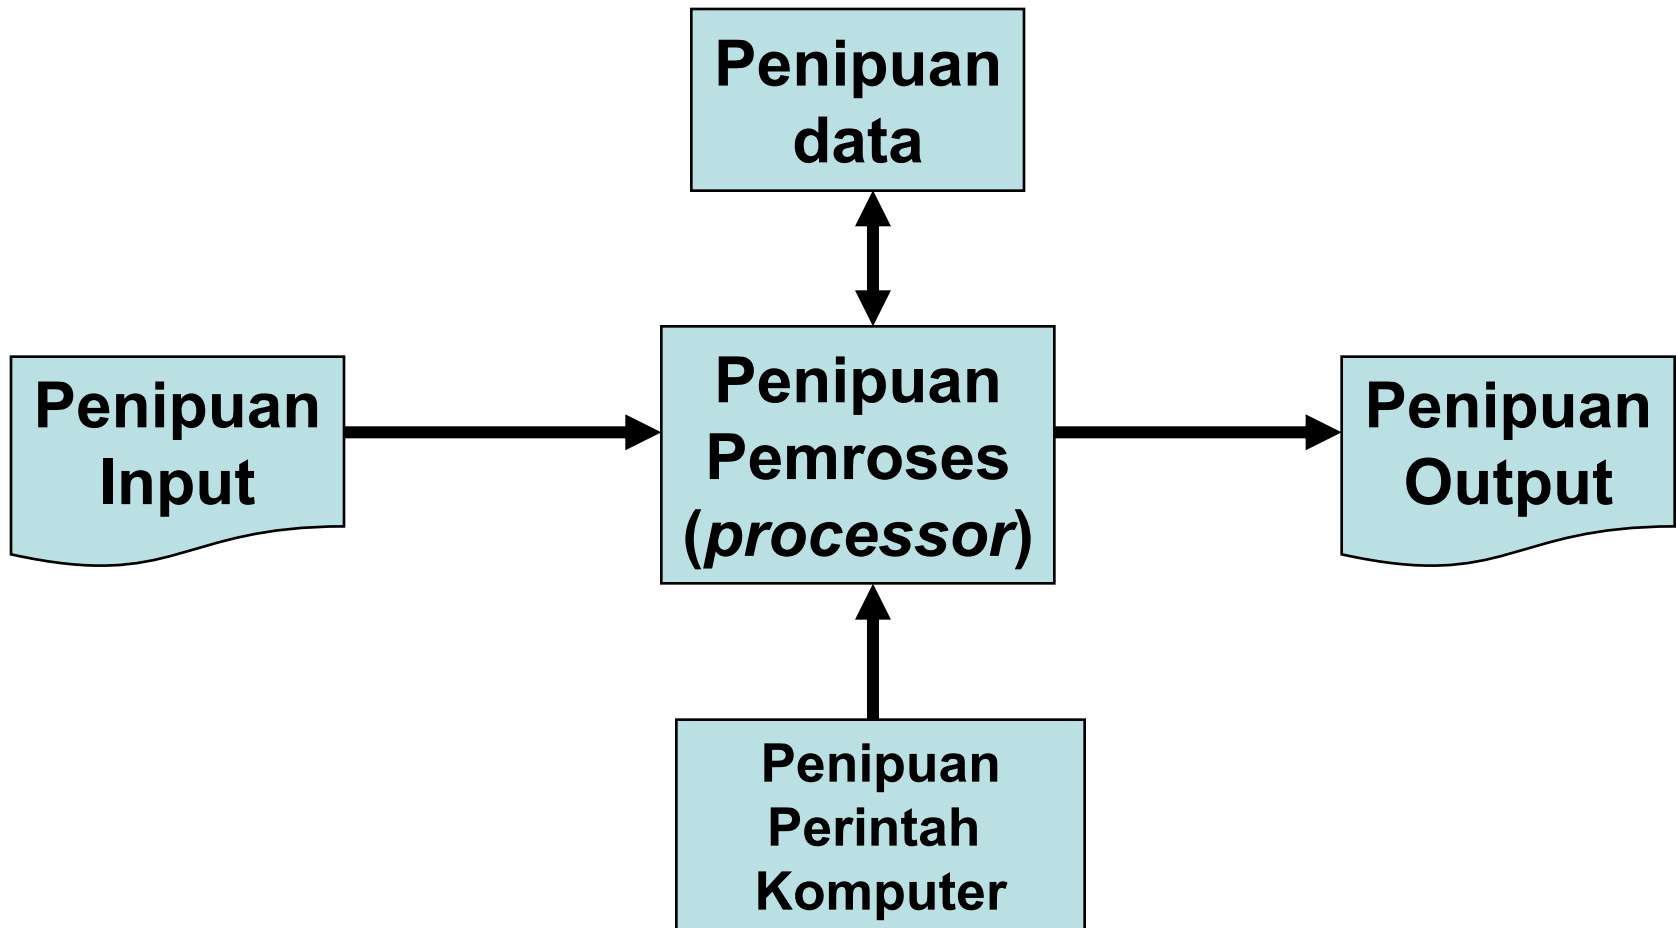 Penipuan
data
Penipuan
Input
Penipuan
Pemroses
(processor)
Penipuan
Output
Penipuan
Perintah
Komputer